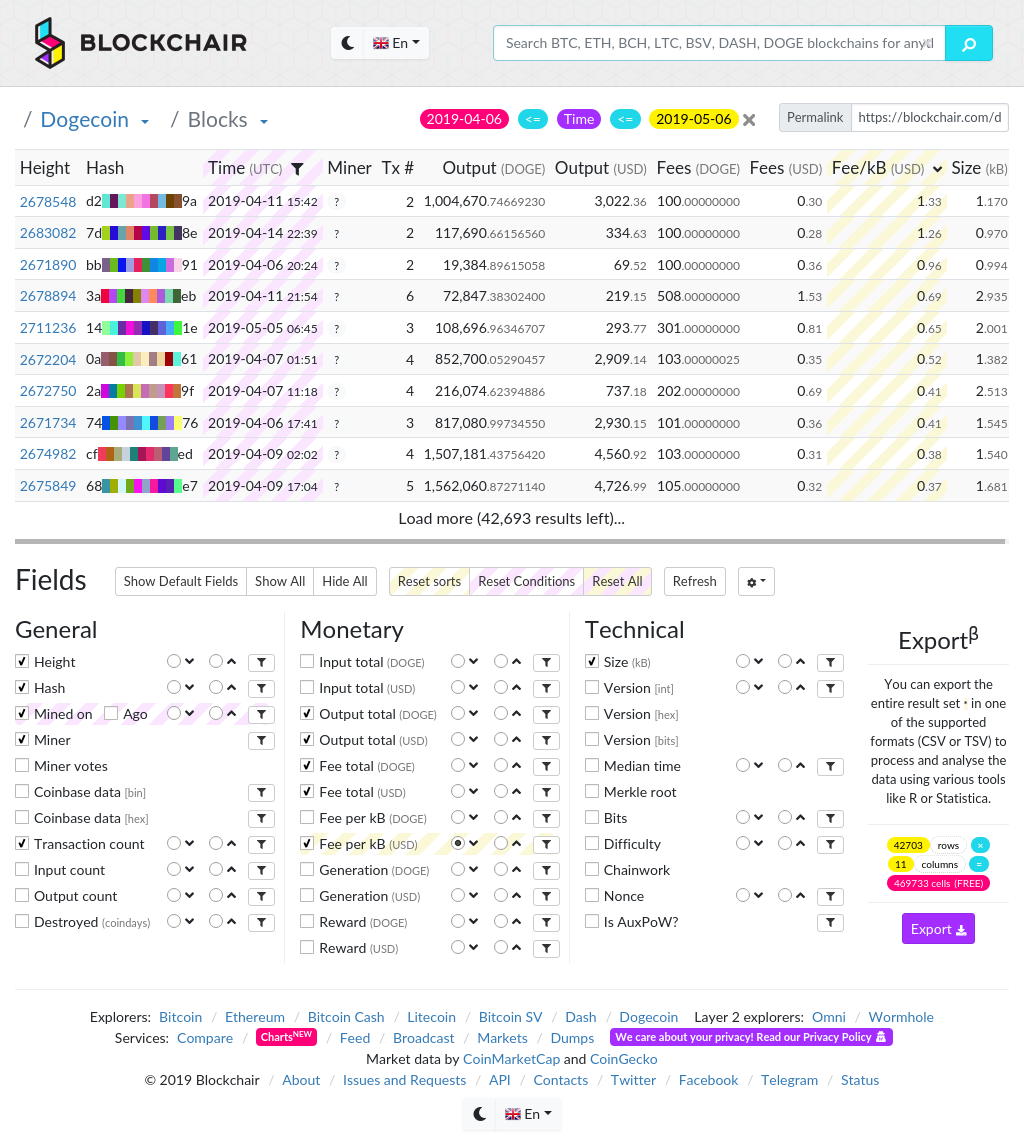 BLOCKCHAIR
En
Search BTC, ETH, BCH, LTC, BSV, DASH, DOGE blockchains for any
/ Dogecoin / Blocks
2019-04-06 <= Time <= 2019-05-06
Permalink https://blockchair.com/d
Height Hash Time (UTC) Miner Tx # Output (DOGE) Output (USD) Fees (DOGE) Fees (USD) Fee/kB (USD) Size (kB)
2678548 d2 9a 2019-04-11 15:42 ? 2 1,004,670.74669230 3,022.36 100.00000000 0.30 1.33 1.170
2683082 7d 8e 2019-04-14 22:39 ? 2 117,690.66156560 334.63 100.00000000 0.28 1.26 0.970
2671890 bb 91 2019-04-06 20:24 ? 2 19,384.89615058 69.52 100.00000000 0.36 0.96 0.994
2678894 3a eb 2019-04-11 21:54 ? 6 72,847.38302400 219.15 508.00000000 1.53 0.69 2.935
2711236 14 1e 2019-05-05 06:45 ? 3 108,696.96346707 293.77 301.00000000 0.81 0.65 2.001
2672204 0a 61 2019-04-07 01:51 ? 4 852,700.05290457 2,909.14 103.00000025 0.35 0.52 1.382
2672750 2a 9f 2019-04-07 11:18 ? 4 216,074.62394886 737.18 202.00000000 0.69 0.41 2.513
2671734 74 76 2019-04-06 17:41 ? 3 817,080.99734550 2,930.15 101.00000000 0.36 0.41 1.545
2674982 cf ed 2019-04-09 02:02 ? 4 1,507,181.43756420 4,560.92 103.00000000 0.31 0.38 1.540
2675849 68 e7 2019-04-09 17:04 ? 5 1,562,060.87271140 4,726.99 105.00000000 0.32 0.37 1.681
Load more (42,693 results left)...
Fields
Show Default Fields Show All Hide All Reset sorts Reset Conditions Reset All Refresh
General
Height
Hash
Mined on Ago
Miner
Miner votes
Coinbase data [bin]
Coinbase data [hex]
Transaction count
Input count
Output count
Destroyed (coindays)
Monetary
Input total (DOGE)
Input total (USD)
Output total (DOGE)
Output total (USD)
Fee total (DOGE)
Fee total (USD)
Fee per kB (DOGE)
Fee per kB (USD)
Generation (DOGE)
Generation (USD)
Reward (DOGE)
Reward (USD)
Technical
Size (kB)
Version [int]
Version [hex]
Version [bits]
Median time
Merkle root
Bits
Difficulty
Chainwork
Nonce
Is AuxPoW?
Exportβ
You can export the
entire result set * in one
of the supported
formats (CSV or TSV) to
process and analyse the
data using various tools
like R or Statistica.
42703 rows ×
11 columns =
469733 cells (FREE)
Export
Explorers: Bitcoin / Ethereum / Bitcoin Cash / Litecoin / Bitcoin SV / Dash / Dogecoin Layer 2 explorers: Omni / Wormhole
Services: Compare / Charts NEW / Feed / Broadcast / Markets / Dumps We care about your privacy! Read our Privacy Policy
Market data by CoinMarketCap and CoinGecko
© 2019 Blockchair / About / Issues and Requests / API / Contacts / Twitter / Facebook / Telegram / Status
En